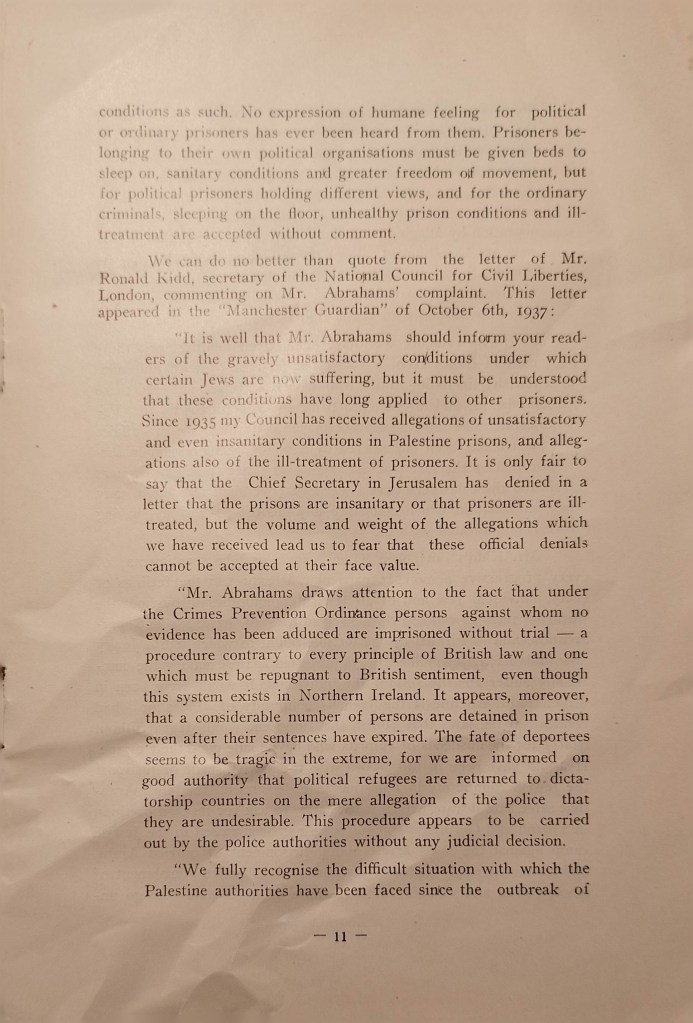 conditions as such. No expression of humane feeling for political
or ordinary prisoners has ever been heard from them. Prisoners be-
longing to their own political organisations must be given beds to
sleep on, sanitary conditions and greater freedom of movement, but
for political prisoners holding different views, and for the ordinary
criminals, sleeping on the floor, unhealthy prison conditions and ill-
treatment are accepted without comment.
We can do no better than quote from the letter of Mr.
Ronald Kidd, secretary of the National Council for Civil Liberties,
London, commenting on Mr. Abrahams' complaint. This letter
appeared in the "Manchester Guardian" of October 6th, 1937:
"It is well that Mr. Abrahams should inform your read-
ers of the gravely unsatisfactory conditions under which
certain Jews are now suffering, but it must be understood
that these conditions have long applied to other prisoners.
Since 1935 my Council has received allegations of unsatisfactory
and even insanitary conditions in Palestine prisons, and alleg-
ations also of the ill-treatment of prisoners. It is only fair to
say that the Chief Secretary in Jerusalem has denied in a
letter that the prisons are insanitary or that prisoners are ill-
treated, but the volume and weight of the allegations which
we have received lead us to fear that these official denials
cannot be accepted at their face value.
"Mr. Abrahams draws attention to the fact that under
the Crimes Prevention Ordinance persons against whom no
evidence has been adduced are imprisoned without trial — a
procedure contrary to every principle of British law and one
which must be repugnant to British sentiment, even though
this system exists in Northern Ireland. It appears, moreover,
that a considerable number of persons are detained in prison
even after their sentences have expired. The fate of deportees
seems to be tragic in the extreme, for we are informed on
good authority that political refugees are returned to dicta-
torship countries on the mere allegation of the police that
they are undesirable. This procedure appears to be carried
out by the police authorities without any judicial decision.
"We fully recognise the difficult situation with which the
Palestine authorities have been faced since the outbreak of
— 11 —